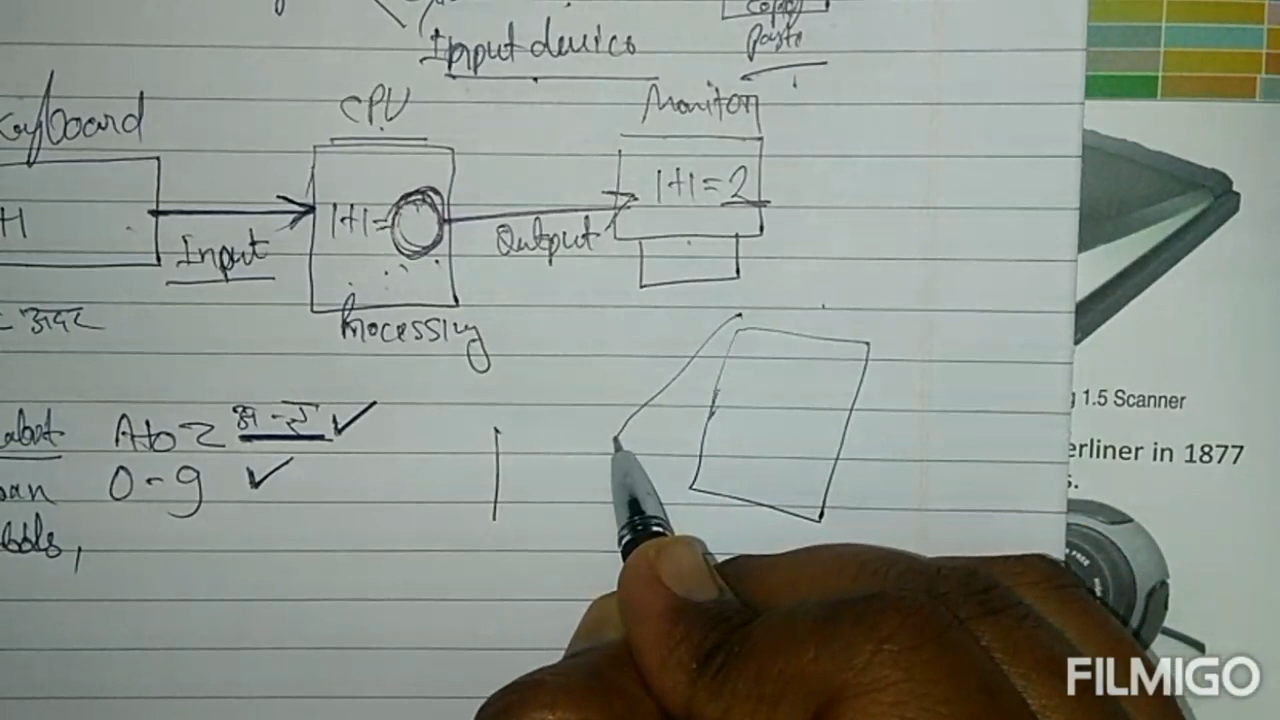 Copy
Paste
Input device
Keyboard
CPU
Monitor
1+1=
1+1=2
Input
Output
= अदर
Processing
A to Z
0-9
1.5 Scanner
erliner in 1877
s.
FILMIGO